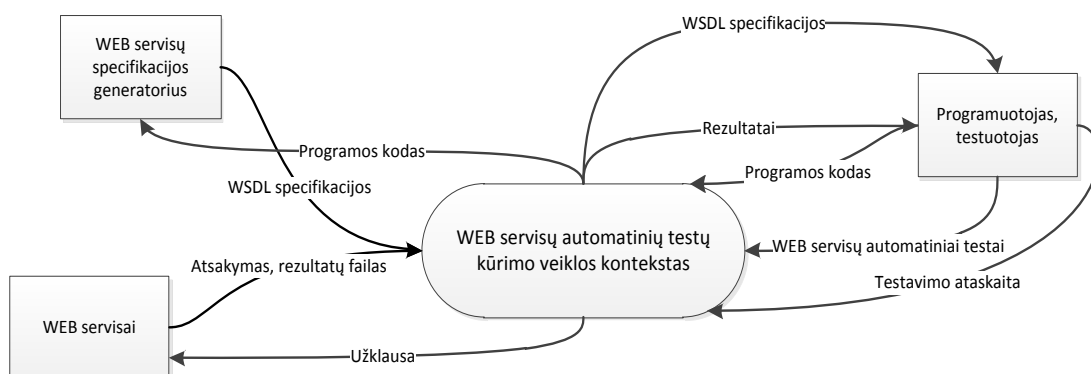 WSDL specifikacijos
WEB servisų
specifikacijos
generatorius
Programuotojas,
testuotojas
Rezultatai
Programos kodas
Programos kodas
WSDL specifikacijos
WEB servisų automatinių testų
kūrimo veiklos kontekstas
WEB servisų automatiniai testai
Atsakymas, rezultatų failas
Testavimo ataskaita
WEB servisai
Užklausa